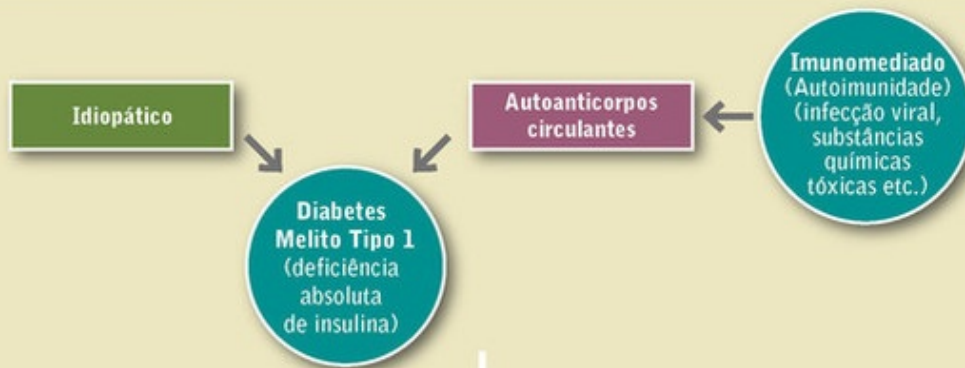 Idiopático
Autoanticorpos
circulantes
Imunomediado
(Autoimunidade)
(infecção viral,
substâncias
químicas
tóxicas etc.)
Diabetes
Melito Tipo 1
(deficiência
absoluta
de insulina)